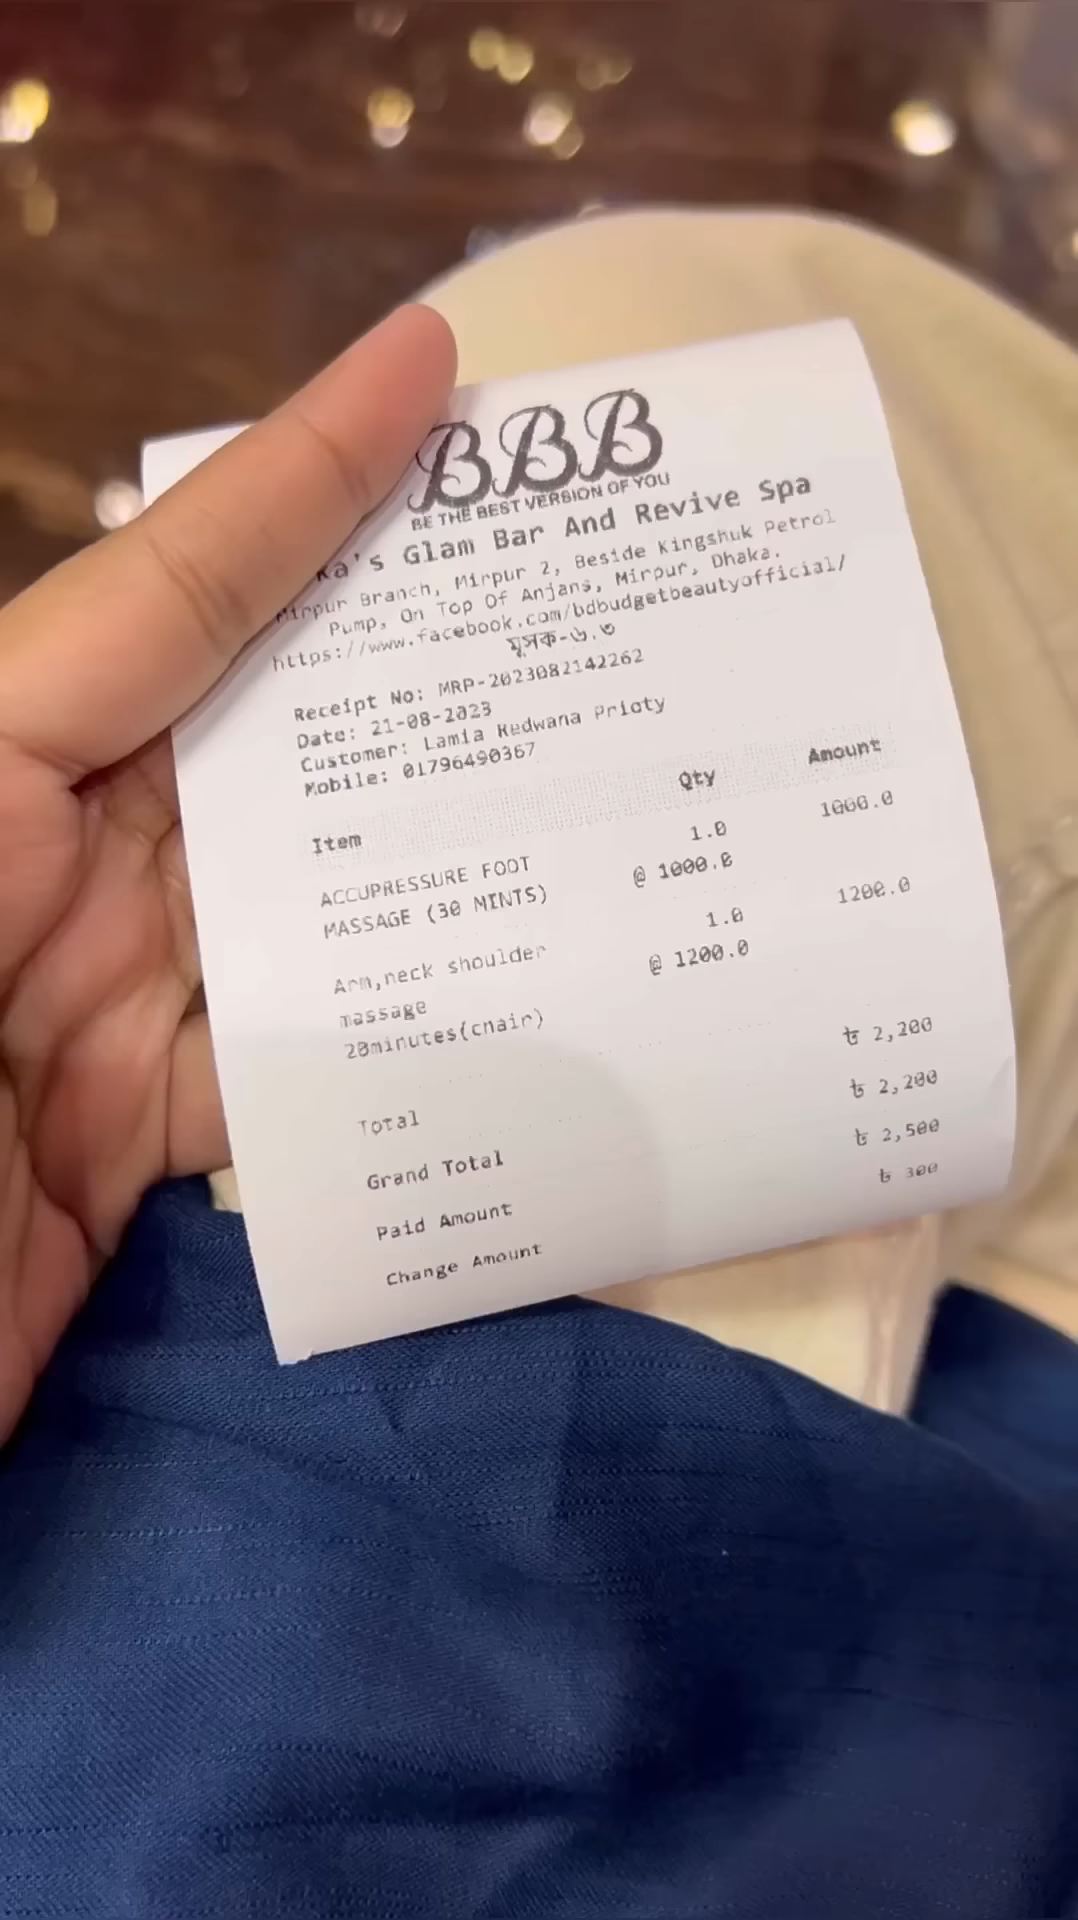 BBB
BE THE BEST VERSION OF YOU
ka's Glam Bar And Revive Spa
Mirpur Branch, Mirpur 2, Beside Kingshuk Petrol
Pump, On Top Of Anjans, Mirpur, Dhaka.
https://www.facebook.com/bdbudgetbeautyofficial/
মূসক-৬.৩
Receipt No: MRP-2023082142262
Date: 21-08-2023
Customer: Lamia Redwana Prioty
Mobile: 01796490367
Item Qty Amount
ACCUPRESSURE FOOT 1.0 1000.0
MASSAGE (30 MINTS) @ 1000.0
Arm,neck shoulder 1.0 1200.0
massage @ 1200.0
20minutes(chair)
Total ৳ 2,200
Grand Total ৳ 2,200
Paid Amount ৳ 2,500
Change Amount ৳ 300